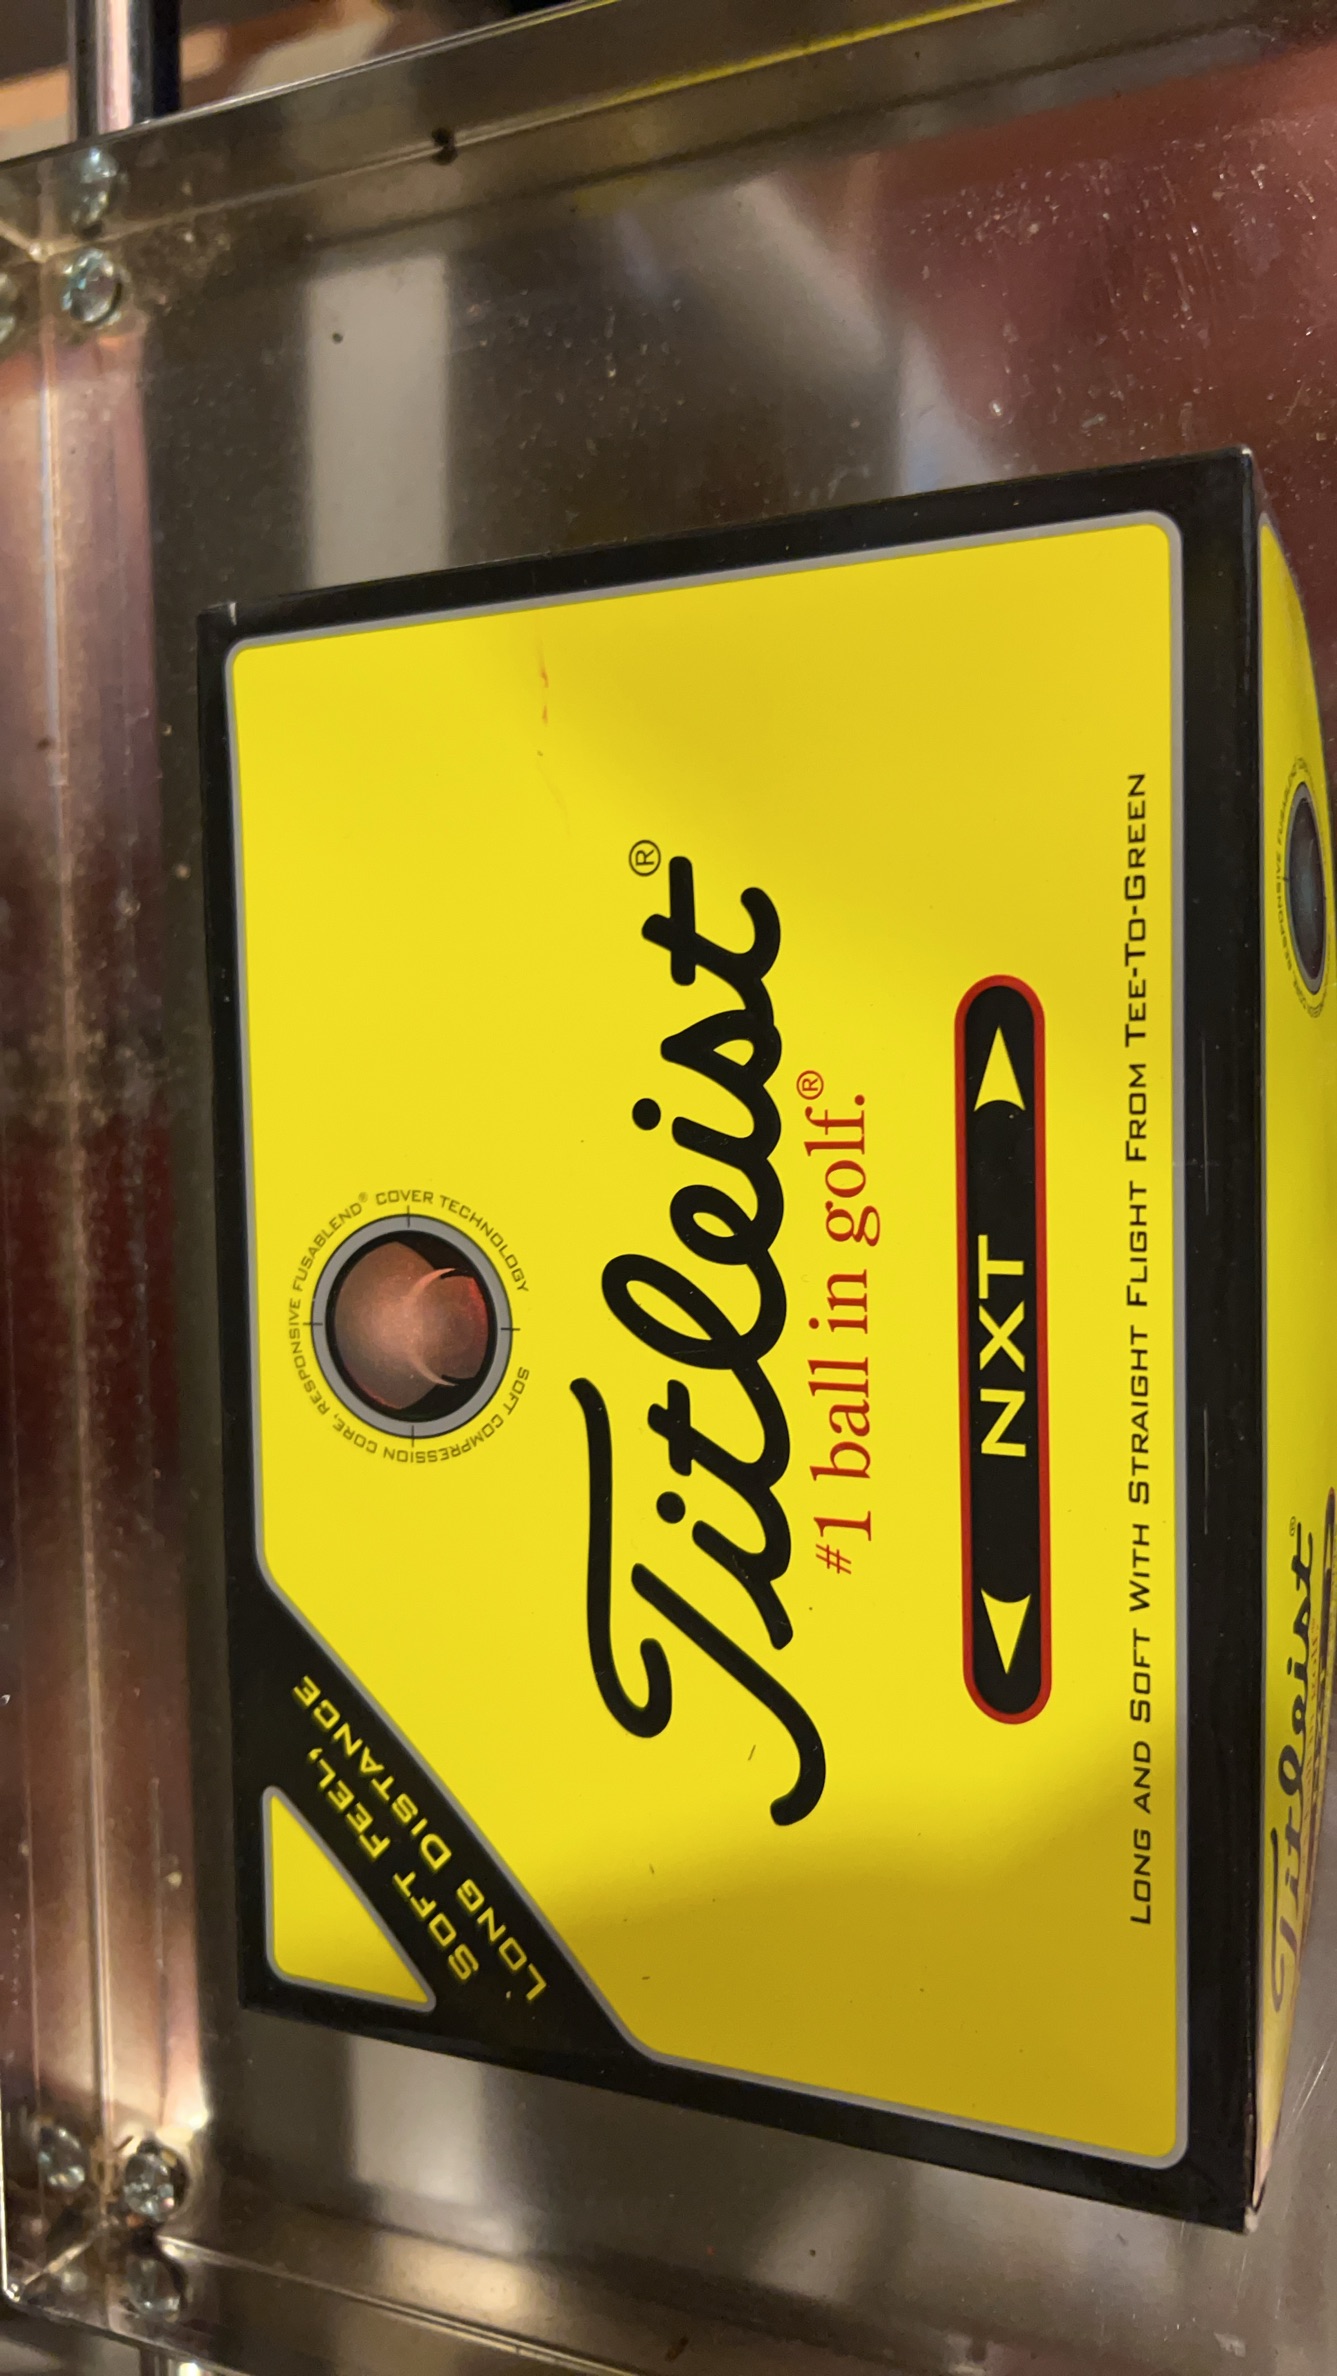 SOFT FEEL,
LONG DISTANCE
SOFT COMPRESSION CORE, RESPONSIVE FUSABLEND® COVER TECHNOLOGY
Titleist®
#1 ball in golf.®
NXT
LONG AND SOFT WITH STRAIGHT FLIGHT FROM TEE-TO-GREEN
Titleist®